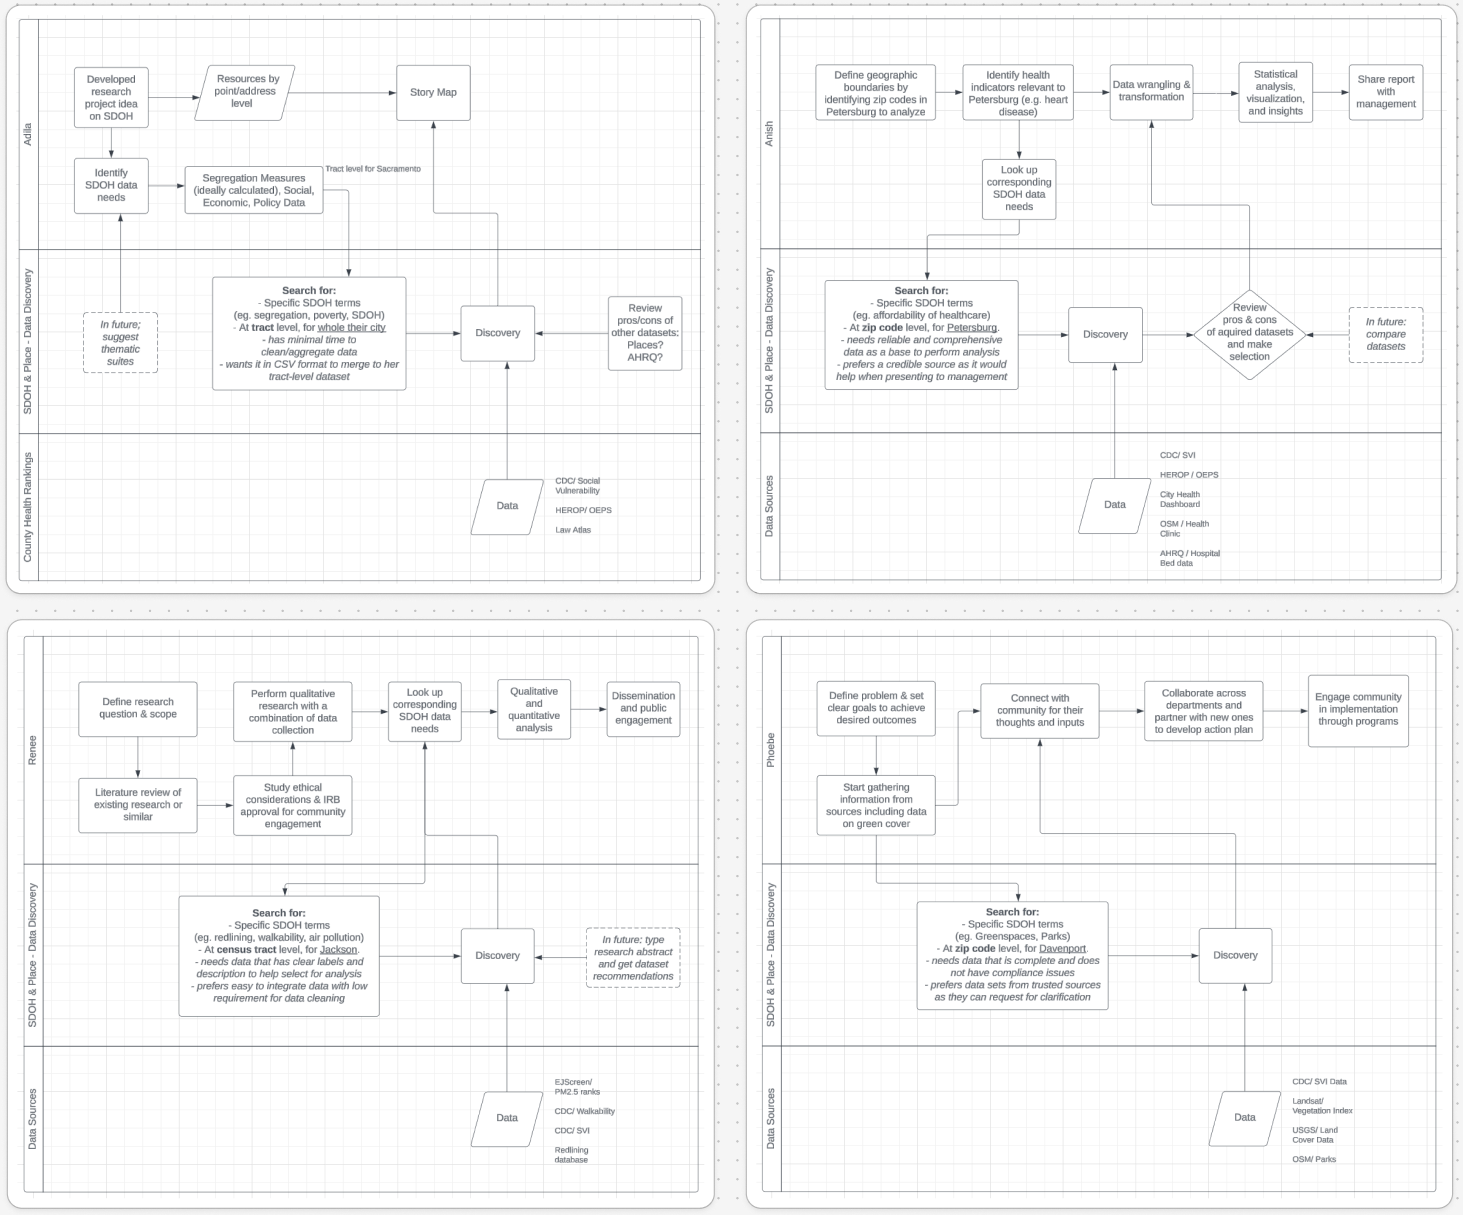 Adila
Developed
research
project idea
on SDOH
Resources by
point/address
level
Story Map
Identify
SDOH data
needs
Segregation Measures
(ideally calculated), Social,
Economic, Policy Data
Tract level for Sacramento
SDOH & Place - Data Discovery
In future;
suggest
thematic
suites
Search for:
- Specific SDOH terms
(eg. segregation, poverty, SDOH)
- At tract level, for whole their city
- has minimal time to
clean/aggregate data
- wants it in CSV format to merge to her
tract-level dataset
Discovery
Review
pros/cons of
other datasets:
Places?
AHRQ?
County Health Rankings
Data
CDC/ Social
Vulnerability
HEROP/ OEPS
Law Atlas
Anish
Define geographic
boundaries by
identifying zip codes in
Petersburg to analyze
Identify health
indicators relevant to
Petersburg (e.g. heart
disease)
Data wrangling &
transformation
Statistical
analysis,
visualization,
and insights
Share report
with
management
Look up
corresponding
SDOH data
needs
SDOH & Place - Data Discovery
Search for:
- Specific SDOH terms
(eg. affordability of healthcare)
- At zip code level, for Petersburg.
- needs reliable and comprehensive
data as a base to perform analysis
- prefers a credible source as it would
help when presenting to management
Discovery
Review
pros & cons
of aquired datasets
and make
selection
In future:
compare
datasets
Data Sources
Data
CDC/ SVI
HEROP / OEPS
City Health
Dashboard
OSM / Health
Clinic
AHRQ / Hospital
Bed data
Renee
Define research
question & scope
Perform qualitative
research with a
combination of data
collection
Look up
corresponding
SDOH data
needs
Qualitative
and
quantitative
analysis
Dissemination
and public
engagement
Literature review of
existing research or
similar
Study ethical
considerations & IRB
approval for community
engagement
SDOH & Place - Data Discovery
Search for:
- Specific SDOH terms
(eg. redlining, walkability, air pollution)
- At census tract level, for Jackson.
- needs data that has clear labels and
description to help select for analysis
- prefers easy to integrate data with low
requirement for data cleaning
Discovery
In future: type
research abstract
and get dataset
recommendations
Data Sources
Data
EJScreen/
PM2.5 ranks
CDC/ Walkability
CDC/ SVI
Redlining
database
Phoebe
Define problem & set
clear goals to achieve
desired outcomes
Connect with
community for their
thoughts and inputs
Collaborate across
departments and
partner with new ones
to develop action plan
Engage community
in implementation
through programs
Start gathering
information from
sources including data
on green cover
SDOH & Place - Data Discovery
Search for:
- Specific SDOH terms
(eg. Greenspaces, Parks)
- At zip code level, for Davenport.
- needs data that is complete and does
not have compliance issues
- prefers data sets from trusted sources
as they can request for clarification
Discovery
Data Sources
Data
CDC/ SVI Data
Landsat/
Vegetation Index
USGS/ Land
Cover Data
OSM/ Parks